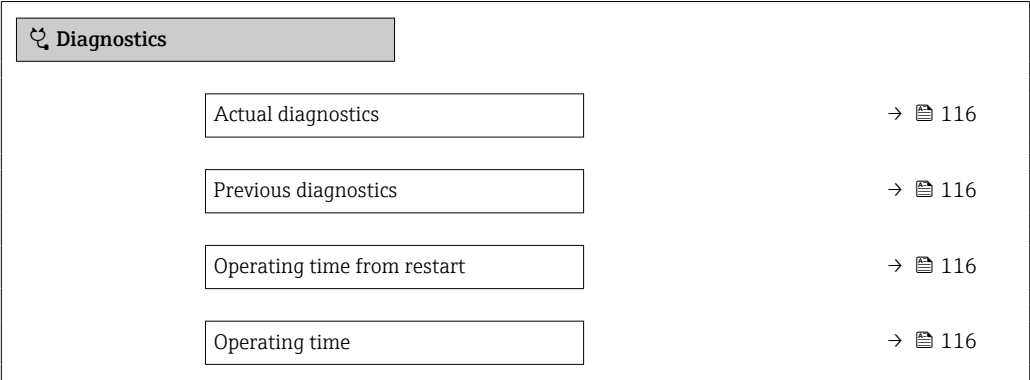 Diagnostics
Actual diagnostics → 116
Previous diagnostics → 116
Operating time from restart → 116
Operating time → 116